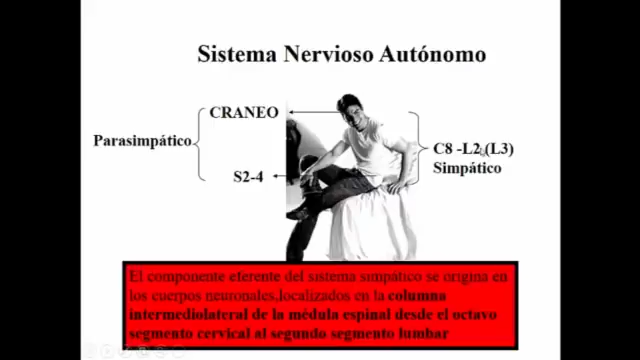 Sistema Nervioso Autónomo
CRANEO
Parasimpático
S2-4
C8 -L2 (L3)
Simpático
El componente eferente del sistema simpático se origina en
los cuerpos neuronales,localizados en la columna
intermediolateral de la médula espinal desde el octavo
segmento cervical al segundo segmento lumbar